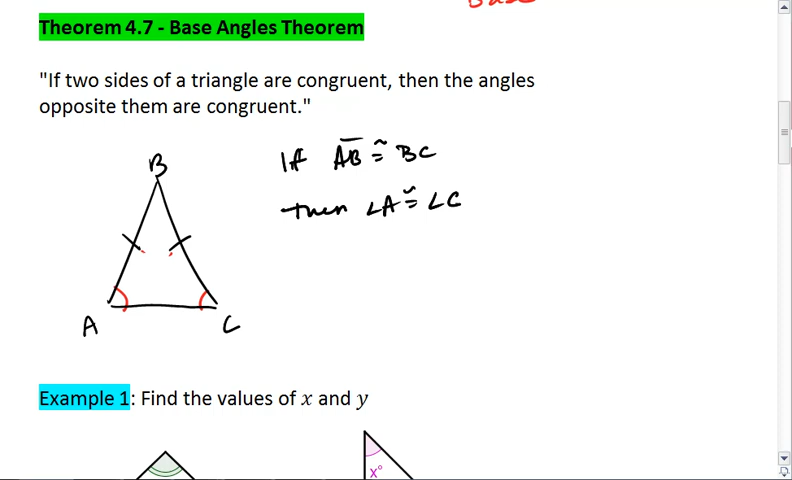 Base
Theorem 4.7 - Base Angles Theorem
"If two sides of a triangle are congruent, then the angles
opposite them are congruent."
B
If AB ≅ BC
then ∠A ≅ ∠C
A C
Example 1: Find the values of x and y
x°